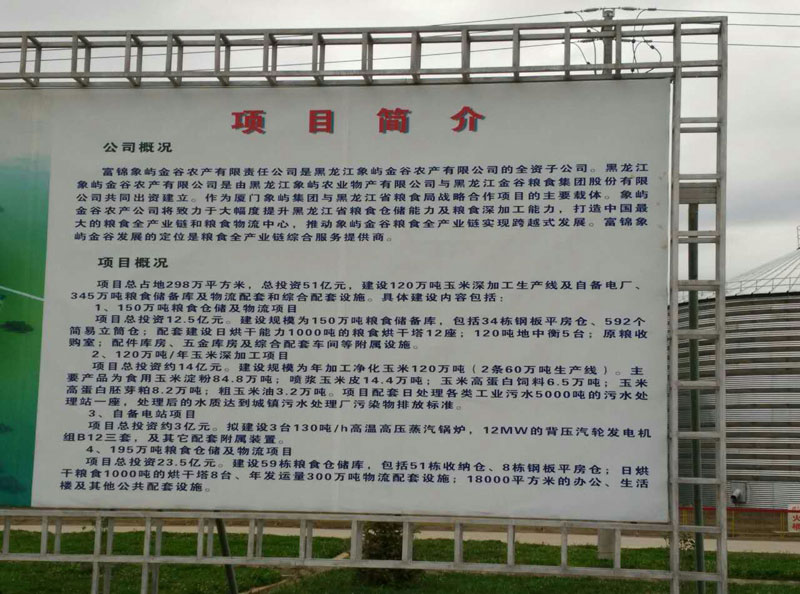 项目简介
公司概况
富锦象屿金谷农产有限责任公司是黑龙江象屿金谷农产有限公司的全资子公司。黑龙江
象屿金谷农产有限公司是由黑龙江象屿农业物产有限公司与黑龙江金谷粮食集团股份有限
公司共同出资建立。作为厦门象屿集团与黑龙江省粮食局战略合作项目的主要载体。象屿
金谷农产公司将致力于大幅度提升黑龙江省粮食仓储能力及粮食深加工能力，打造中国最
大的粮食全产业链和粮食物流中心，推动象屿金谷粮食全产业链实现跨越式发展。富锦象
屿金谷发展的定位是粮食全产业链综合服务提供商。
项目概况
项目总占地298万平方米，总投资51亿元，建设120万吨玉米深加工生产线及自备电厂、
345万吨粮食储备库及物流配套和综合配套设施。具体建设内容包括：
1、150万吨粮食仓储及物流项目
项目总投资12.5亿元。建设规模为150万吨粮食储备库，包括34栋钢板平房仓、592个
简易立筒仓；配套建设日烘干能力1000吨的粮食烘干塔12座；120吨地中衡5台；原粮收
购室；配件库房、五金库房及综合配套车间等附属设施。
2、120万吨/年玉米深加工项目
项目总投资约14亿元。建设规模为年加工净化玉米120万吨（2条60万吨生产线）。主
要产品为食用玉米淀粉84.8万吨；喷浆玉米皮14.4万吨；玉米高蛋白饲料6.5万吨；玉米
高蛋白胚芽粕8.2万吨；粗玉米油3.2万吨。项目配套日处理各类工业污水5000吨的污水处
理站一座，处理后的水质达到城镇污水处理厂污染物排放标准。
3、自备电站项目
项目总投资约3亿元。拟建设3台130吨/h高温高压蒸汽锅炉，12MW的背压汽轮发电机
组B12三套，及其它配套附属装置。
4、195万吨粮食仓储及物流项目
项目总投资23.5亿元。建设59栋粮食仓储库，包括51栋收纳仓、8栋钢板平房仓；日烘
干粮食1000吨的烘干塔8台、年发运量300万吨物流配套设施；18000平方米的办公、生活
楼及其他公共配套设施。